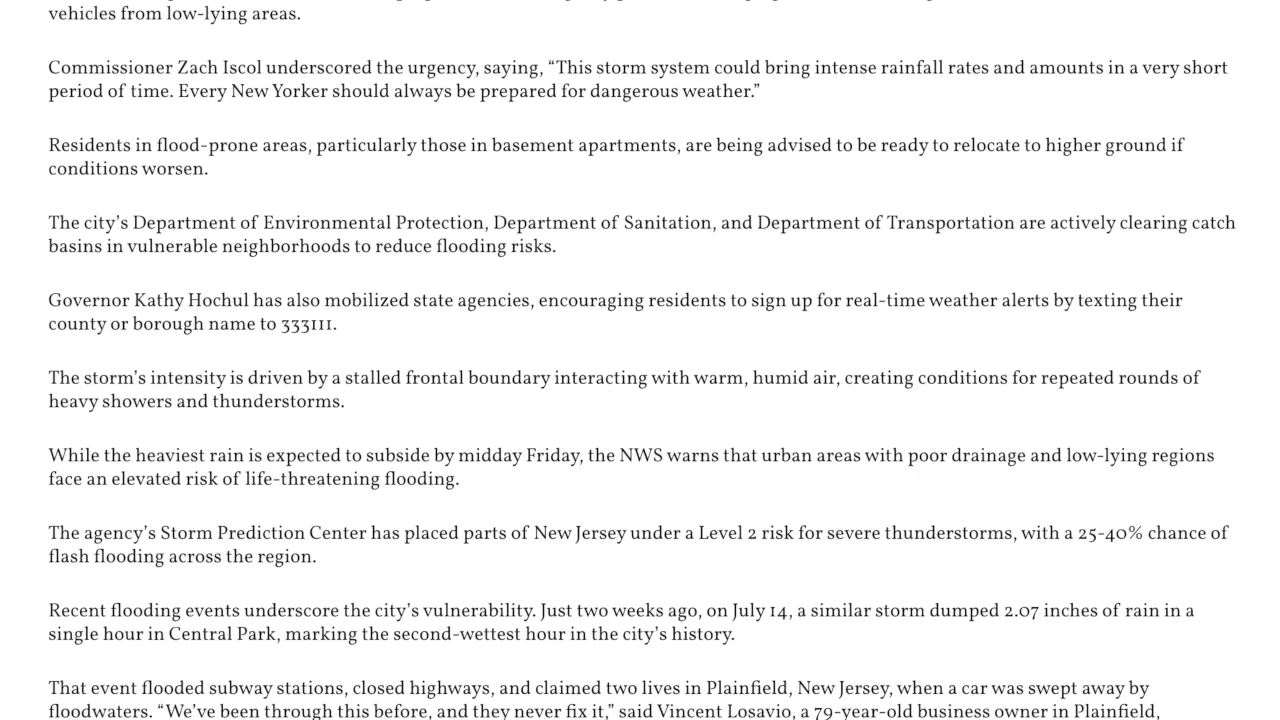 vehicles from low-lying areas.
Commissioner Zach Iscol underscored the urgency, saying, “This storm system could bring intense rainfall rates and amounts in a very short
period of time. Every New Yorker should always be prepared for dangerous weather.”
Residents in flood-prone areas, particularly those in basement apartments, are being advised to be ready to relocate to higher ground if
conditions worsen.
The city’s Department of Environmental Protection, Department of Sanitation, and Department of Transportation are actively clearing catch
basins in vulnerable neighborhoods to reduce flooding risks.
Governor Kathy Hochul has also mobilized state agencies, encouraging residents to sign up for real-time weather alerts by texting their
county or borough name to 333111.
The storm’s intensity is driven by a stalled frontal boundary interacting with warm, humid air, creating conditions for repeated rounds of
heavy showers and thunderstorms.
While the heaviest rain is expected to subside by midday Friday, the NWS warns that urban areas with poor drainage and low-lying regions
face an elevated risk of life-threatening flooding.
The agency’s Storm Prediction Center has placed parts of New Jersey under a Level 2 risk for severe thunderstorms, with a 25-40% chance of
flash flooding across the region.
Recent flooding events underscore the city’s vulnerability. Just two weeks ago, on July 14, a similar storm dumped 2.07 inches of rain in a
single hour in Central Park, marking the second-wettest hour in the city’s history.
That event flooded subway stations, closed highways, and claimed two lives in Plainfield, New Jersey, when a car was swept away by
floodwaters. “We’ve been through this before, and they never fix it,” said Vincent Losavio, a 79-year-old business owner in Plainfield,